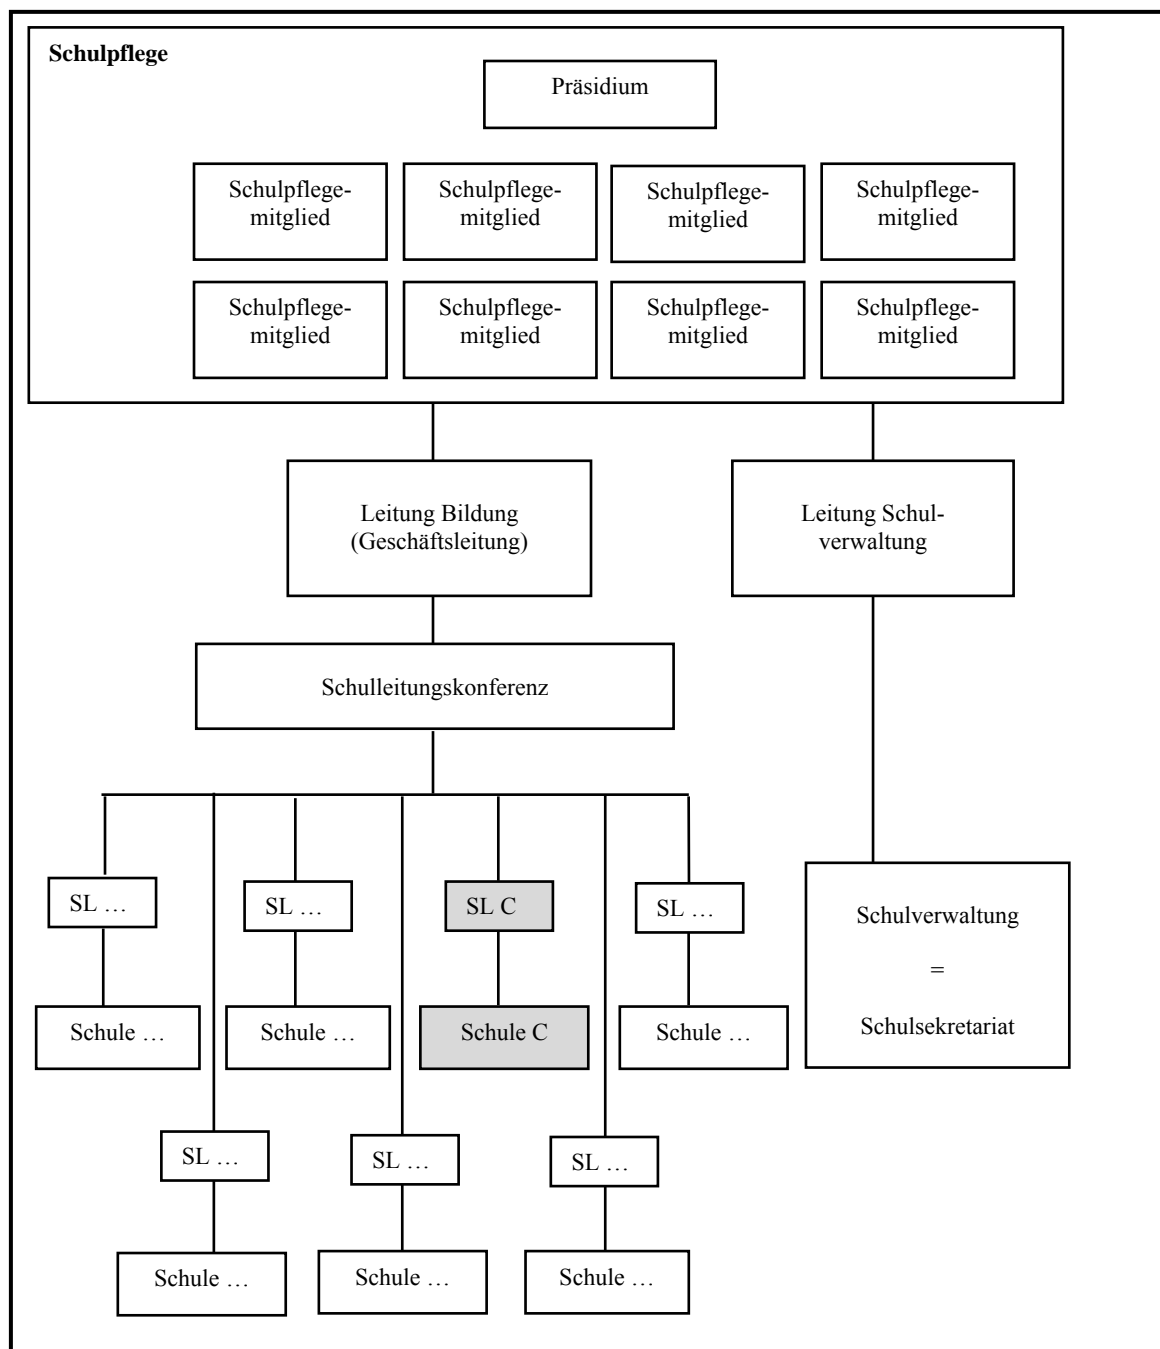 Schulpflege
Präsidium
Schulpflege-
mitglied
Schulpflege-
mitglied
Schulpflege-
mitglied
Schulpflege-
mitglied
Schulpflege-
mitglied
Schulpflege-
mitglied
Schulpflege-
mitglied
Schulpflege-
mitglied
Leitung Bildung
(Geschäftsleitung)
Leitung Schul-
verwaltung
Schulleitungskonferenz
SL …
SL …
SL C
SL …
Schule …
Schule …
Schule C
Schule …
Schulverwaltung
=
Schulsekretariat
SL …
SL …
SL …
Schule …
Schule …
Schule …